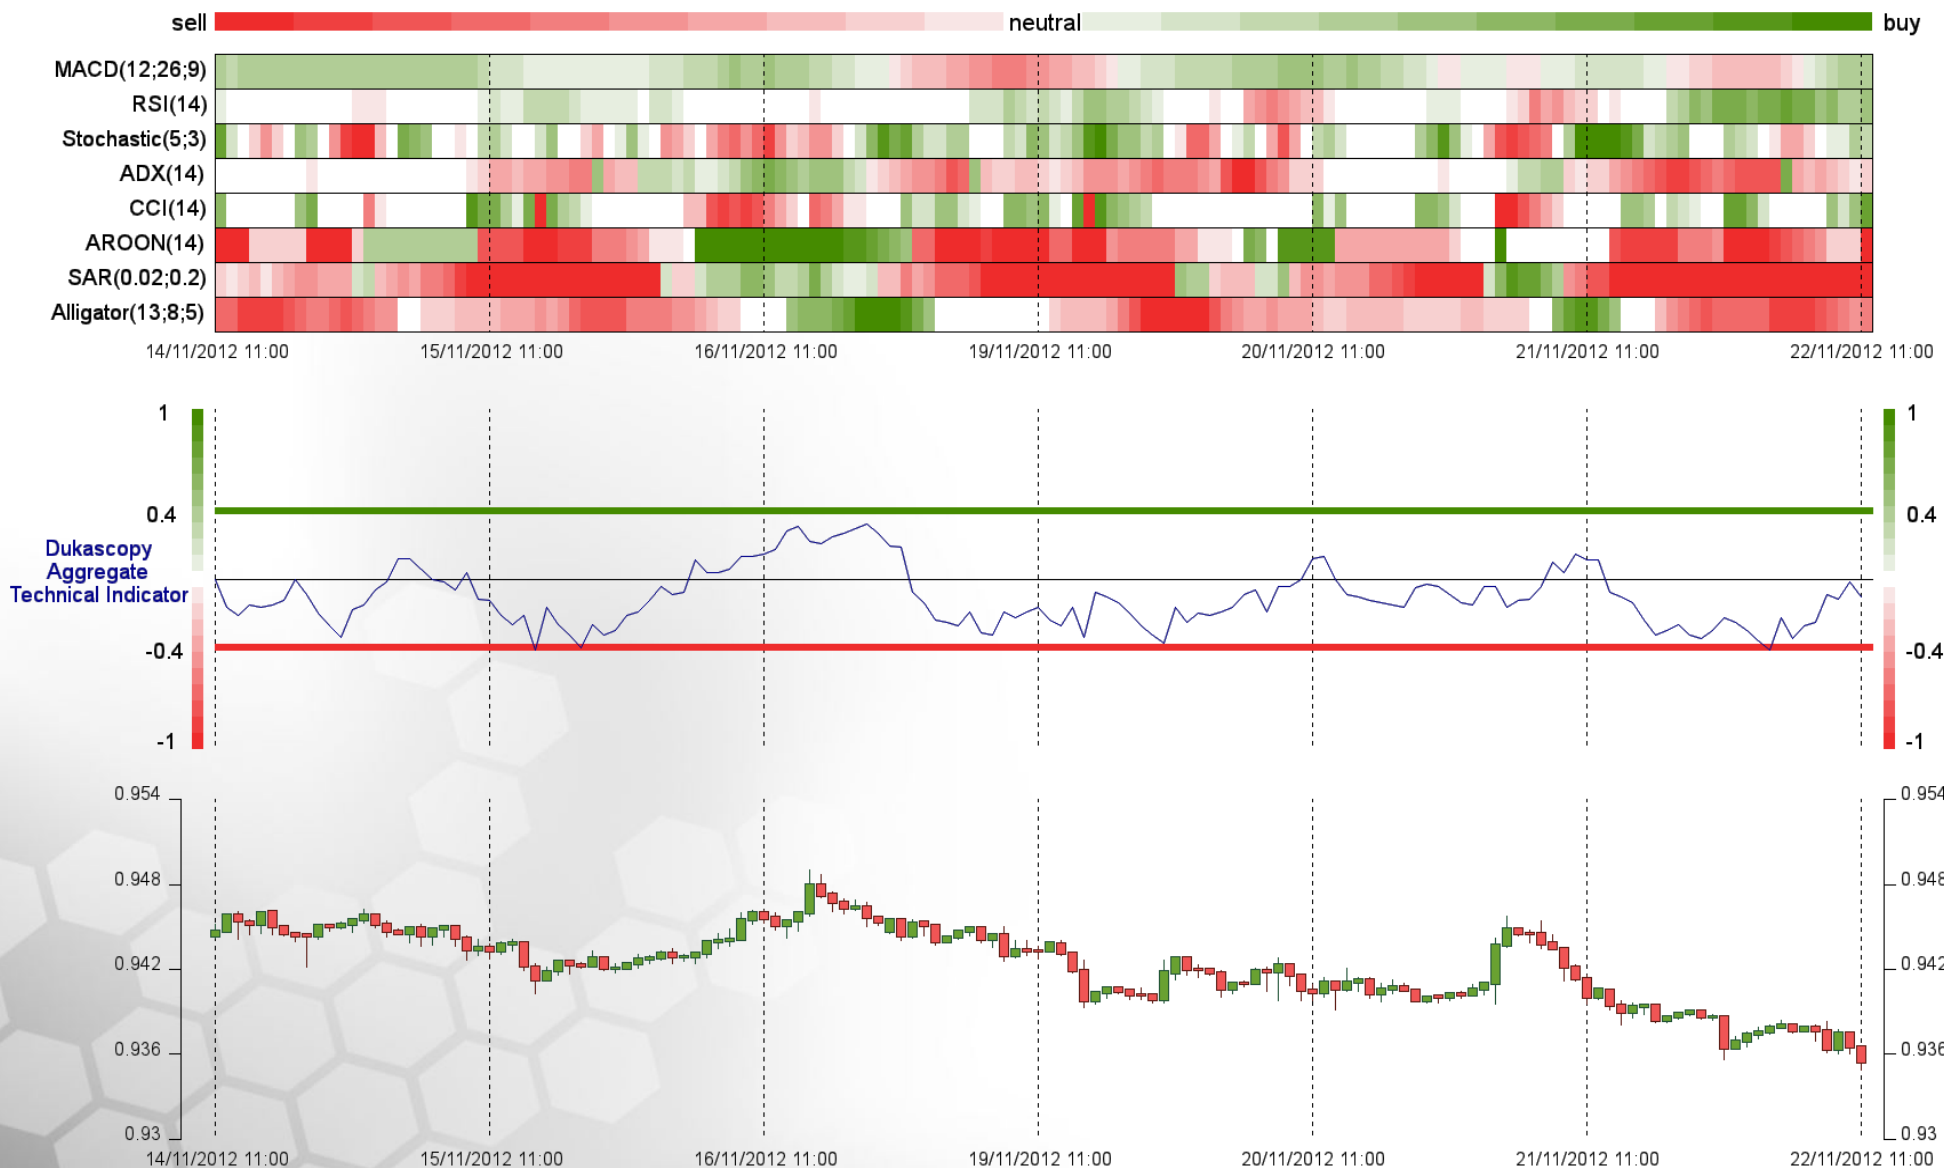 sell neutral buy
MACD(12;26;9)
RSI(14)
Stochastic(5;3)
ADX(14)
CCI(14)
AROON(14)
SAR(0.02;0.2)
Alligator(13;8;5)
14/11/2012 11:00 15/11/2012 11:00 16/11/2012 11:00 19/11/2012 11:00 20/11/2012 11:00 21/11/2012 11:00 22/11/2012 11:00
1 1
0.4 0.4
Dukascopy
Aggregate
Technical Indicator
-0.4 -0.4
-1 -1
0.954 0.954
0.948 0.948
0.942 0.942
0.936 0.936
0.93 0.93
14/11/2012 11:00 15/11/2012 11:00 16/11/2012 11:00 19/11/2012 11:00 20/11/2012 11:00 21/11/2012 11:00 22/11/2012 11:00